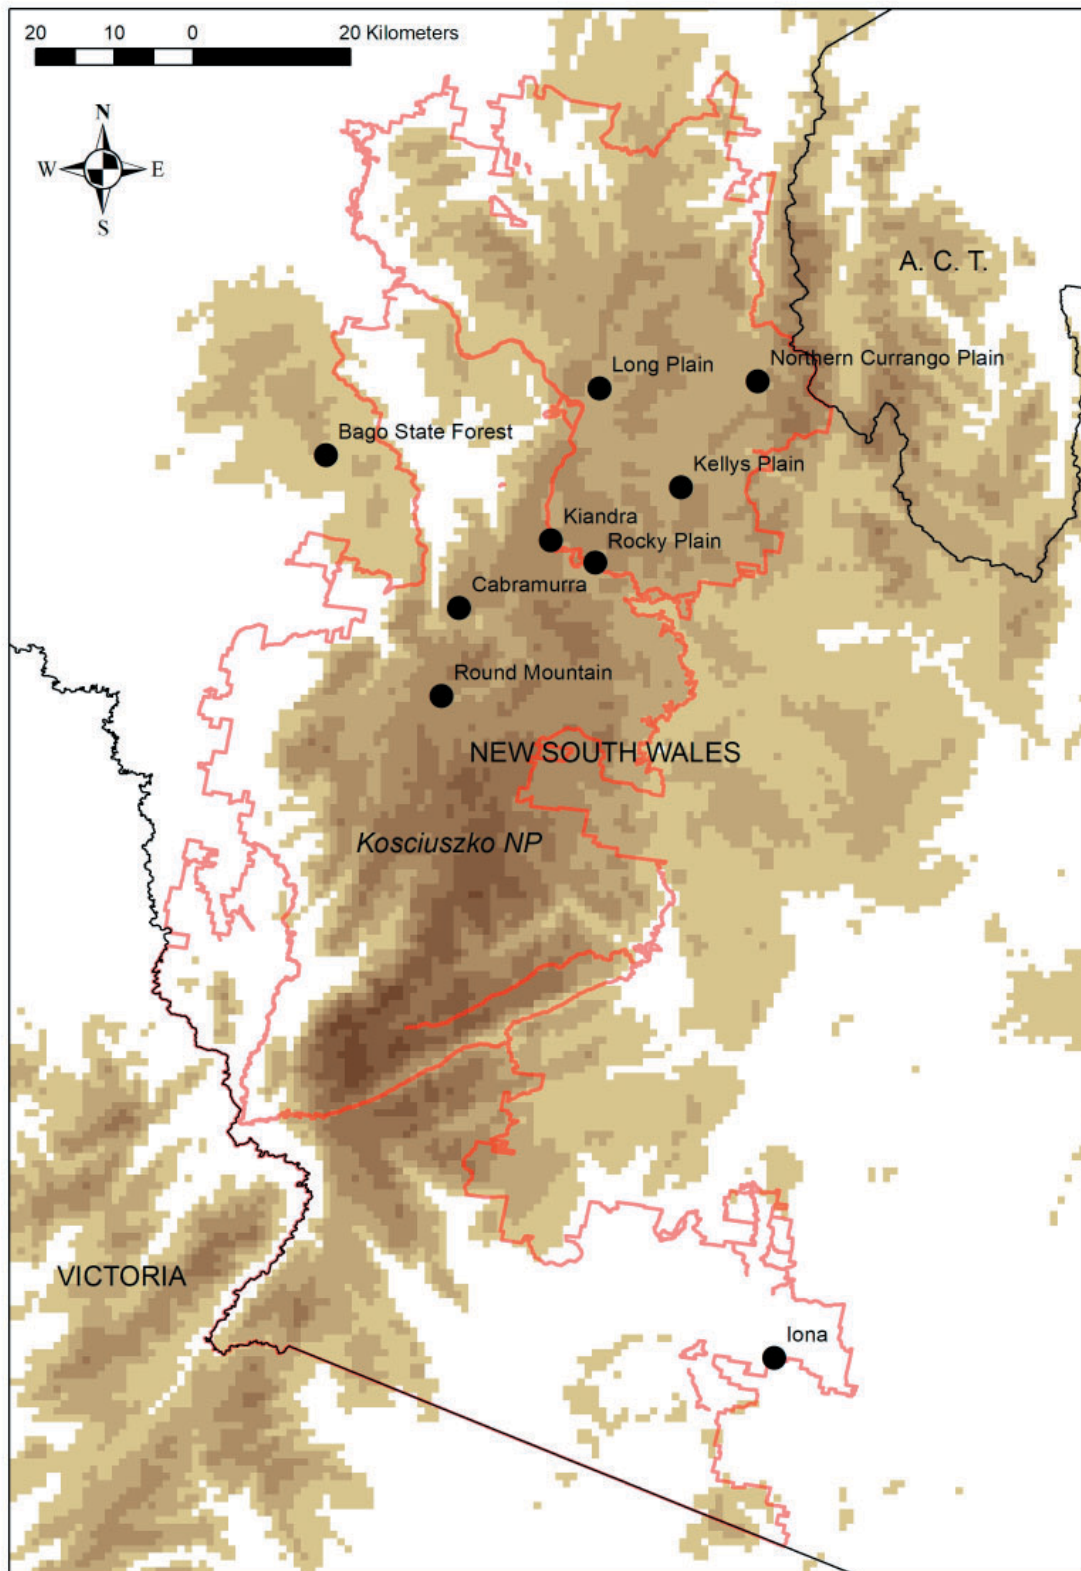 20 10 0 20 Kilometers
N
W E
S
A. C. T.
Long Plain
Northern Currango Plain
Bago State Forest
Kellys Plain
Kiandra
Rocky Plain
Cabramurra
Round Mountain
NEW SOUTH WALES
Kosciuszko NP
VICTORIA
Iona